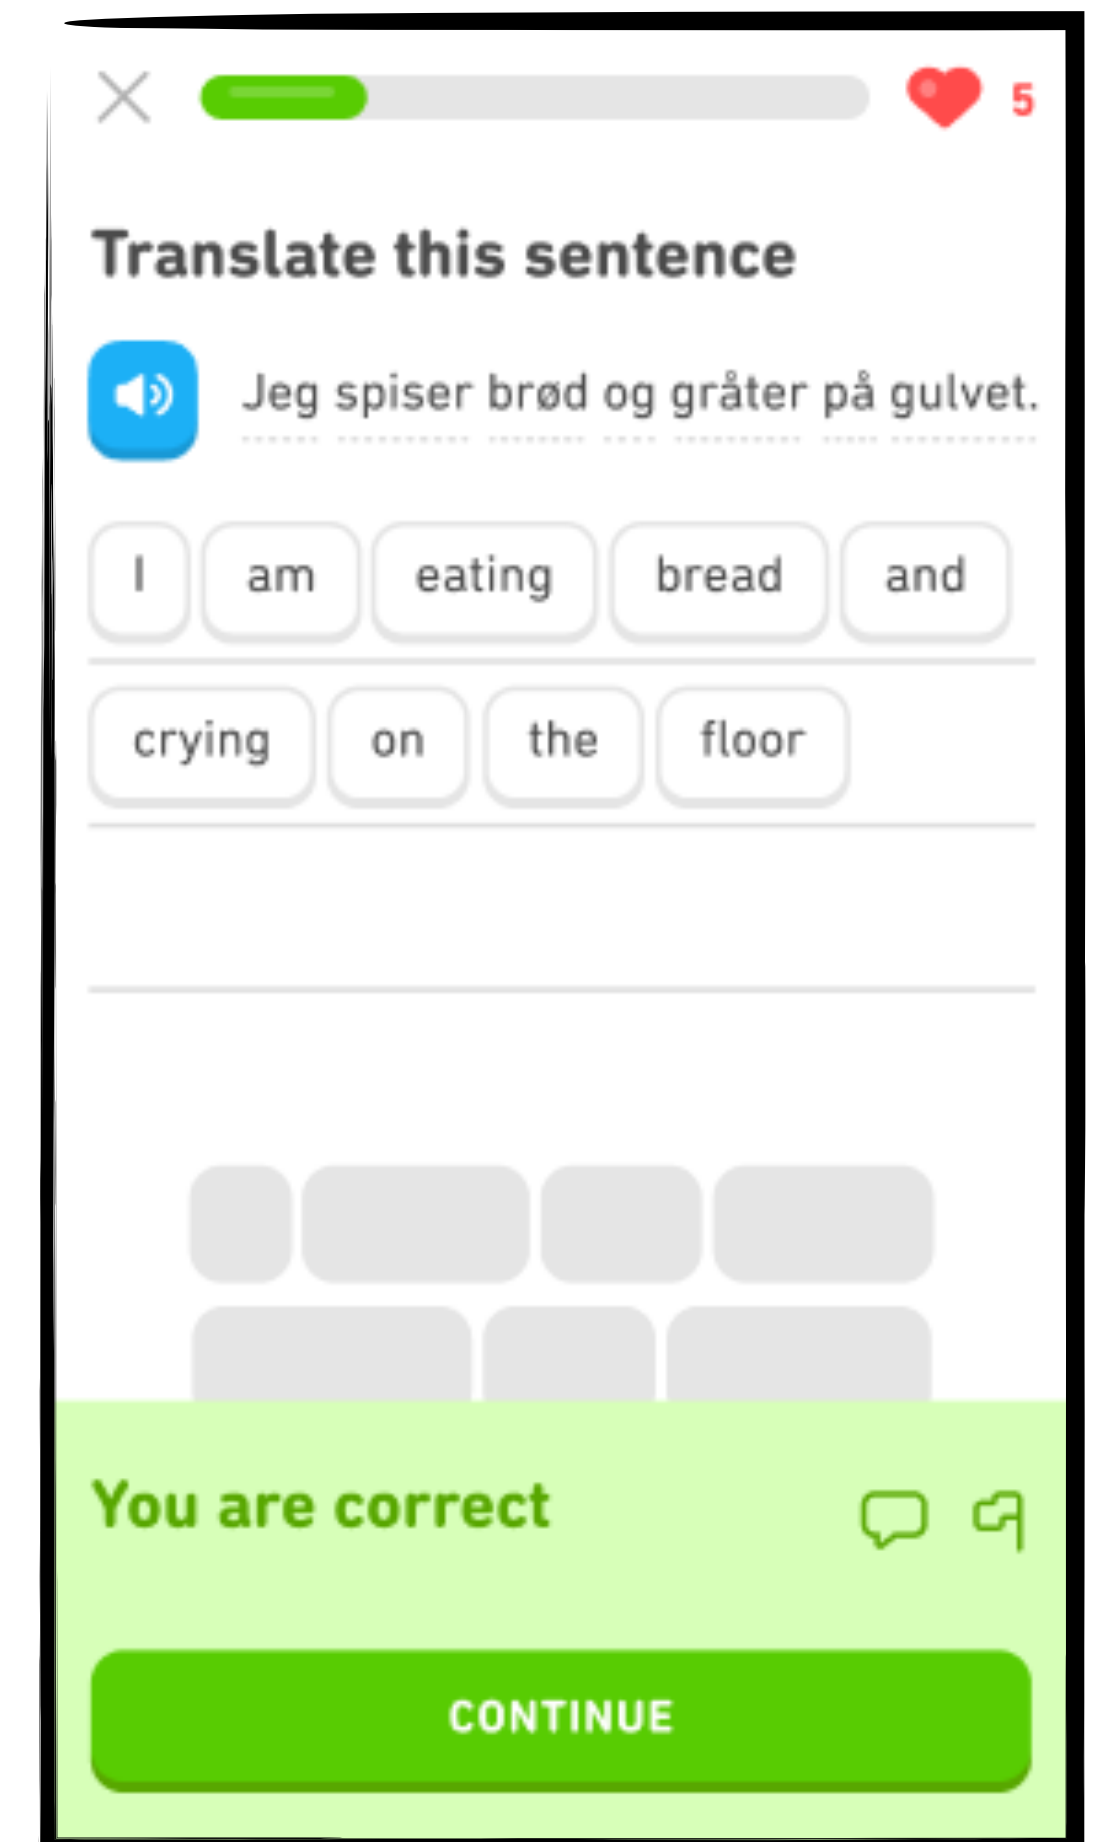 5
Translate this sentence
Jeg spiser brød og gråter på gulvet.
I am eating bread and
crying on the floor
You are correct
CONTINUE